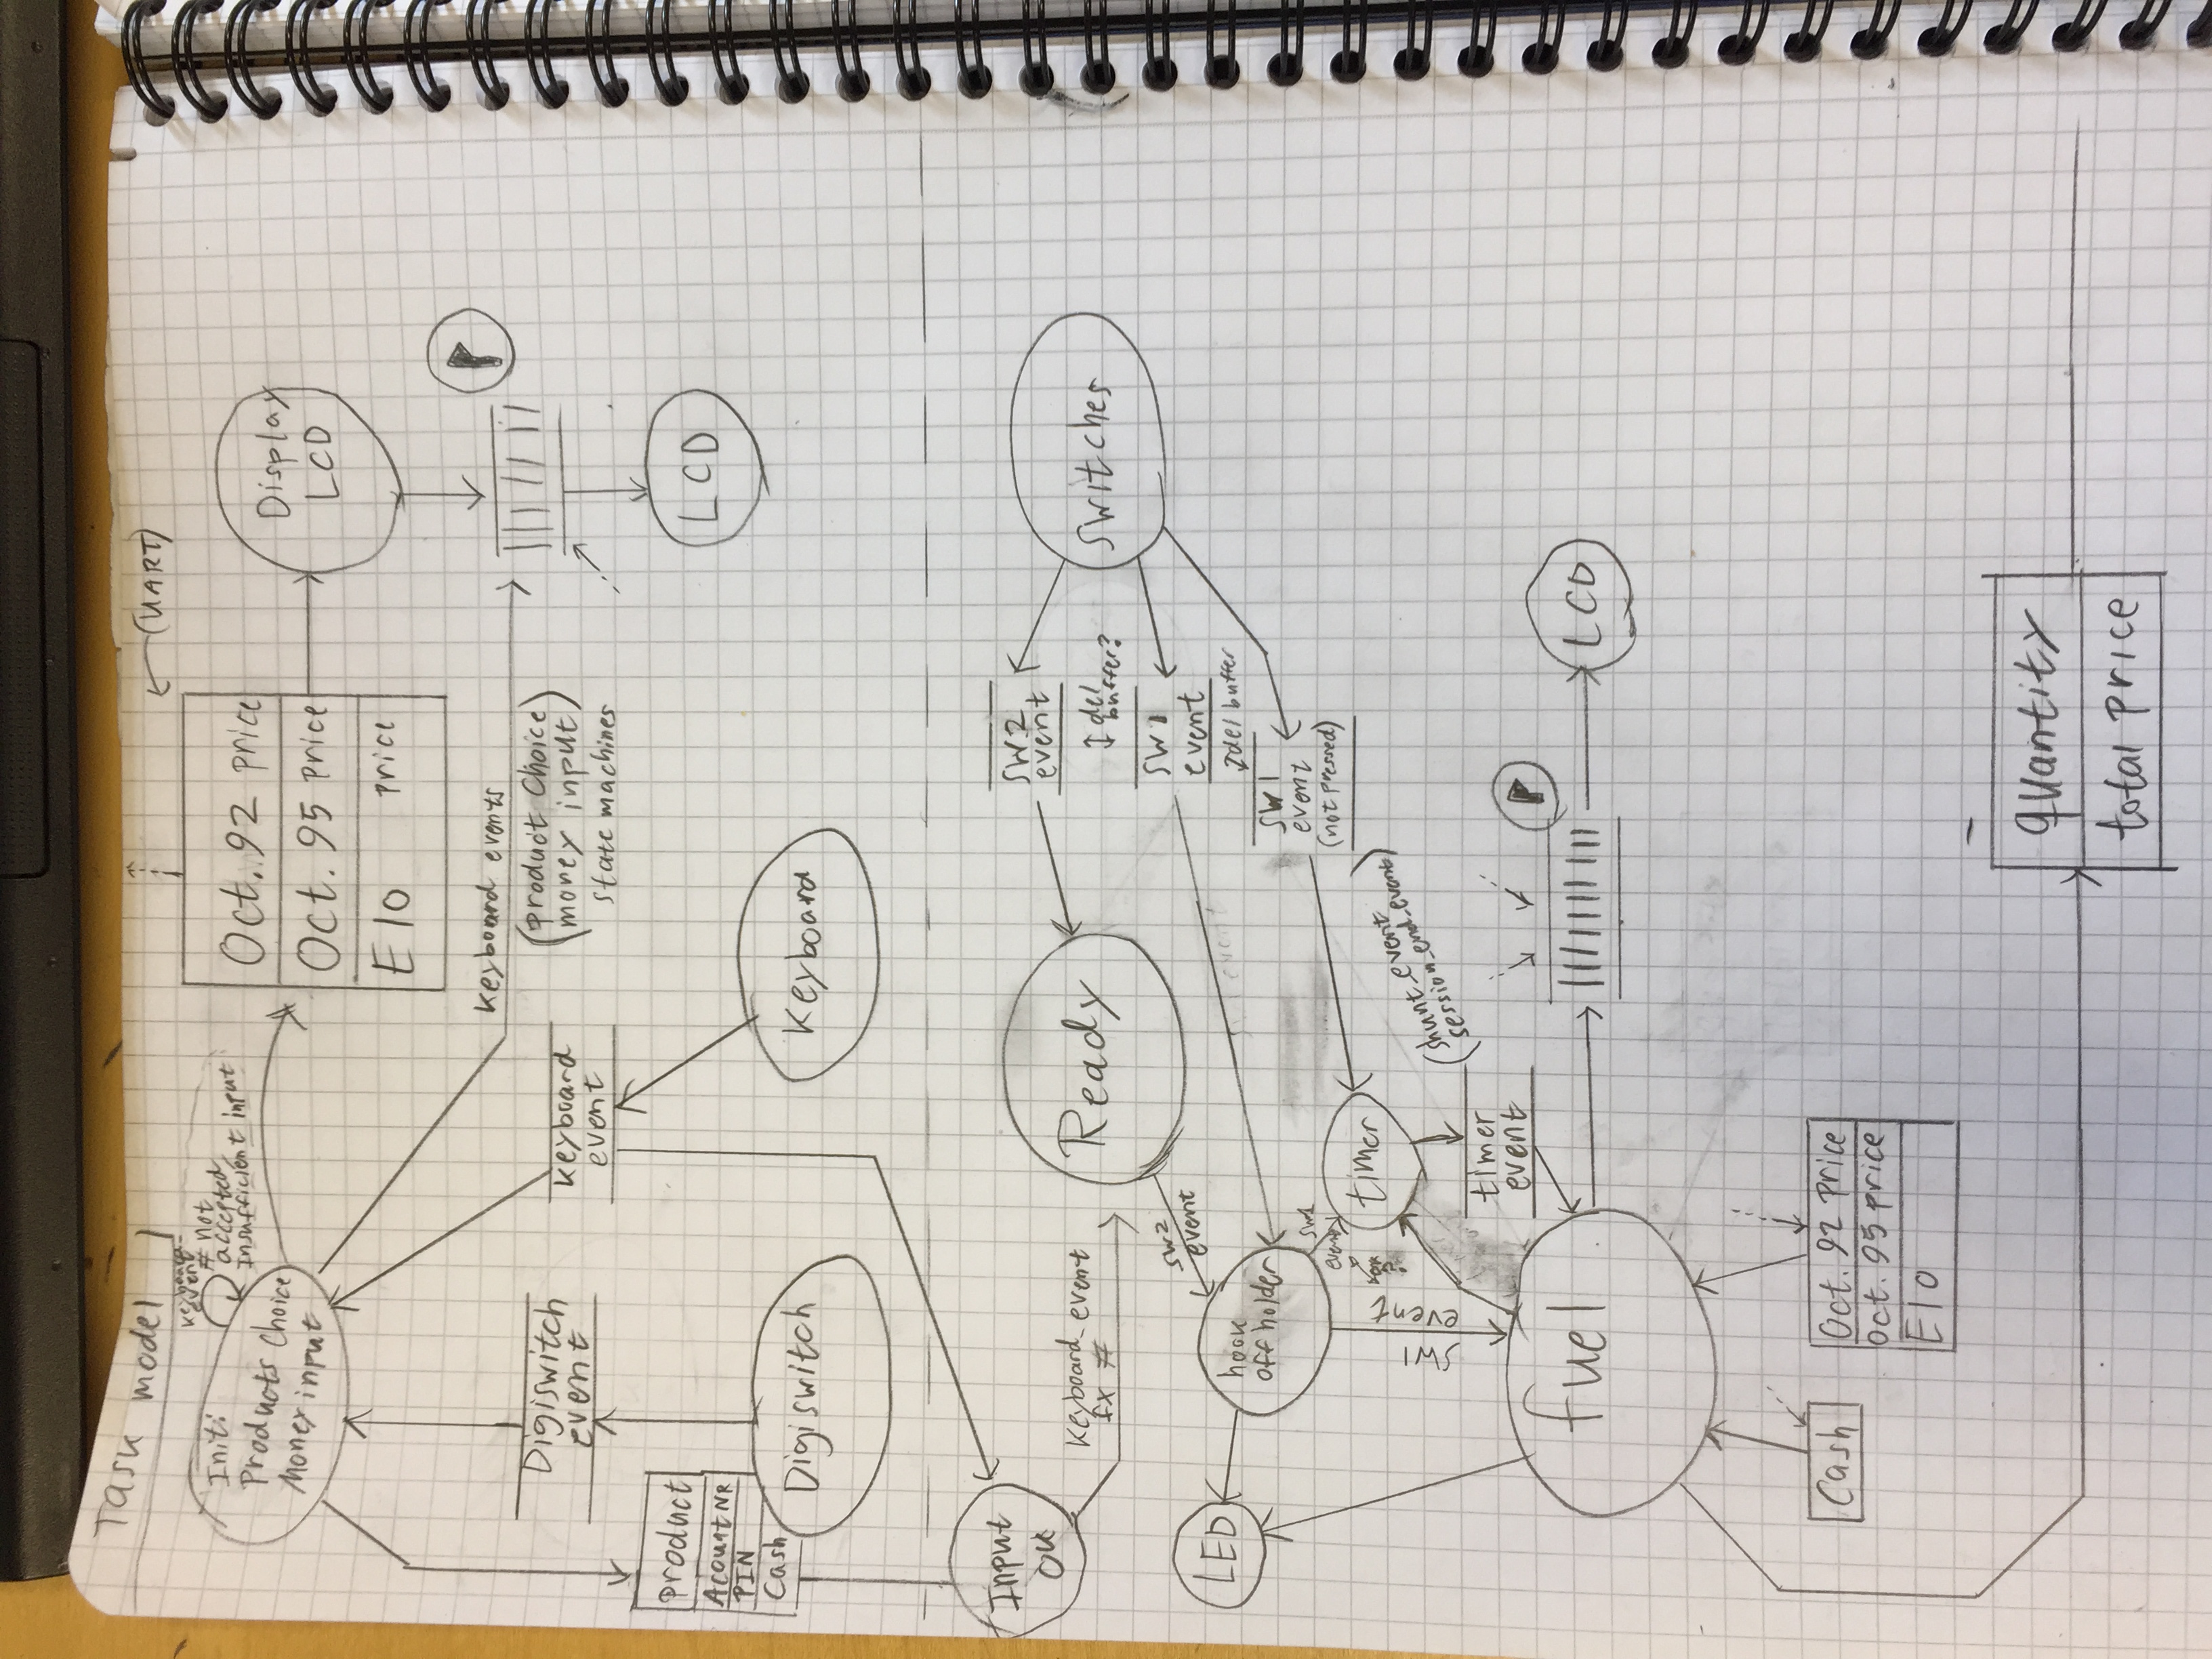 Task model
(UART)
Keyboard-
event
# not
accepted
Insufficient input
Init:
Products Choice
Money input
Oct. 92 price
Oct. 95 price
E10 price
Display
LCD
P
Keyboard events
(product Choice
money input)
state machines
Digiswitch
event
keyboard
event
LCD
product
AcountNR
PIN
Cash
Digiswitch
Keyboard
Input
OK
Keyboard_event
fx #
Ready
SW2
event
del
buffer?
Switches
SW1
event
del buffer
SW1
event
(not pressed)
SW2
event
LED
hook
off holder
SW1
event
timer
SW1
event
(shunt_event
session_end_event)
timer
event
P
fuel
LCD
Cash
Oct. 92 Price
Oct. 95 price
E10
quantity
total price